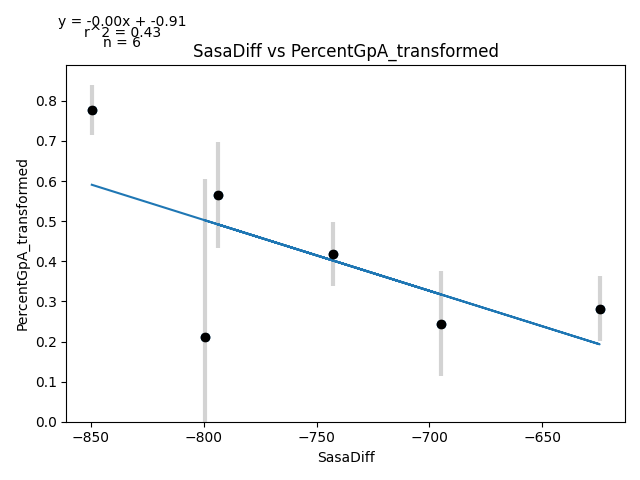 y = -0.00x + -0.91
r^2 = 0.43
n = 6
SasaDiff vs PercentGpA_transformed
0.8
0.7
0.6
0.5
0.4
0.3
0.2
0.1
0.0
PercentGpA_transformed
−850
−800
−750
−700
−650
SasaDiff